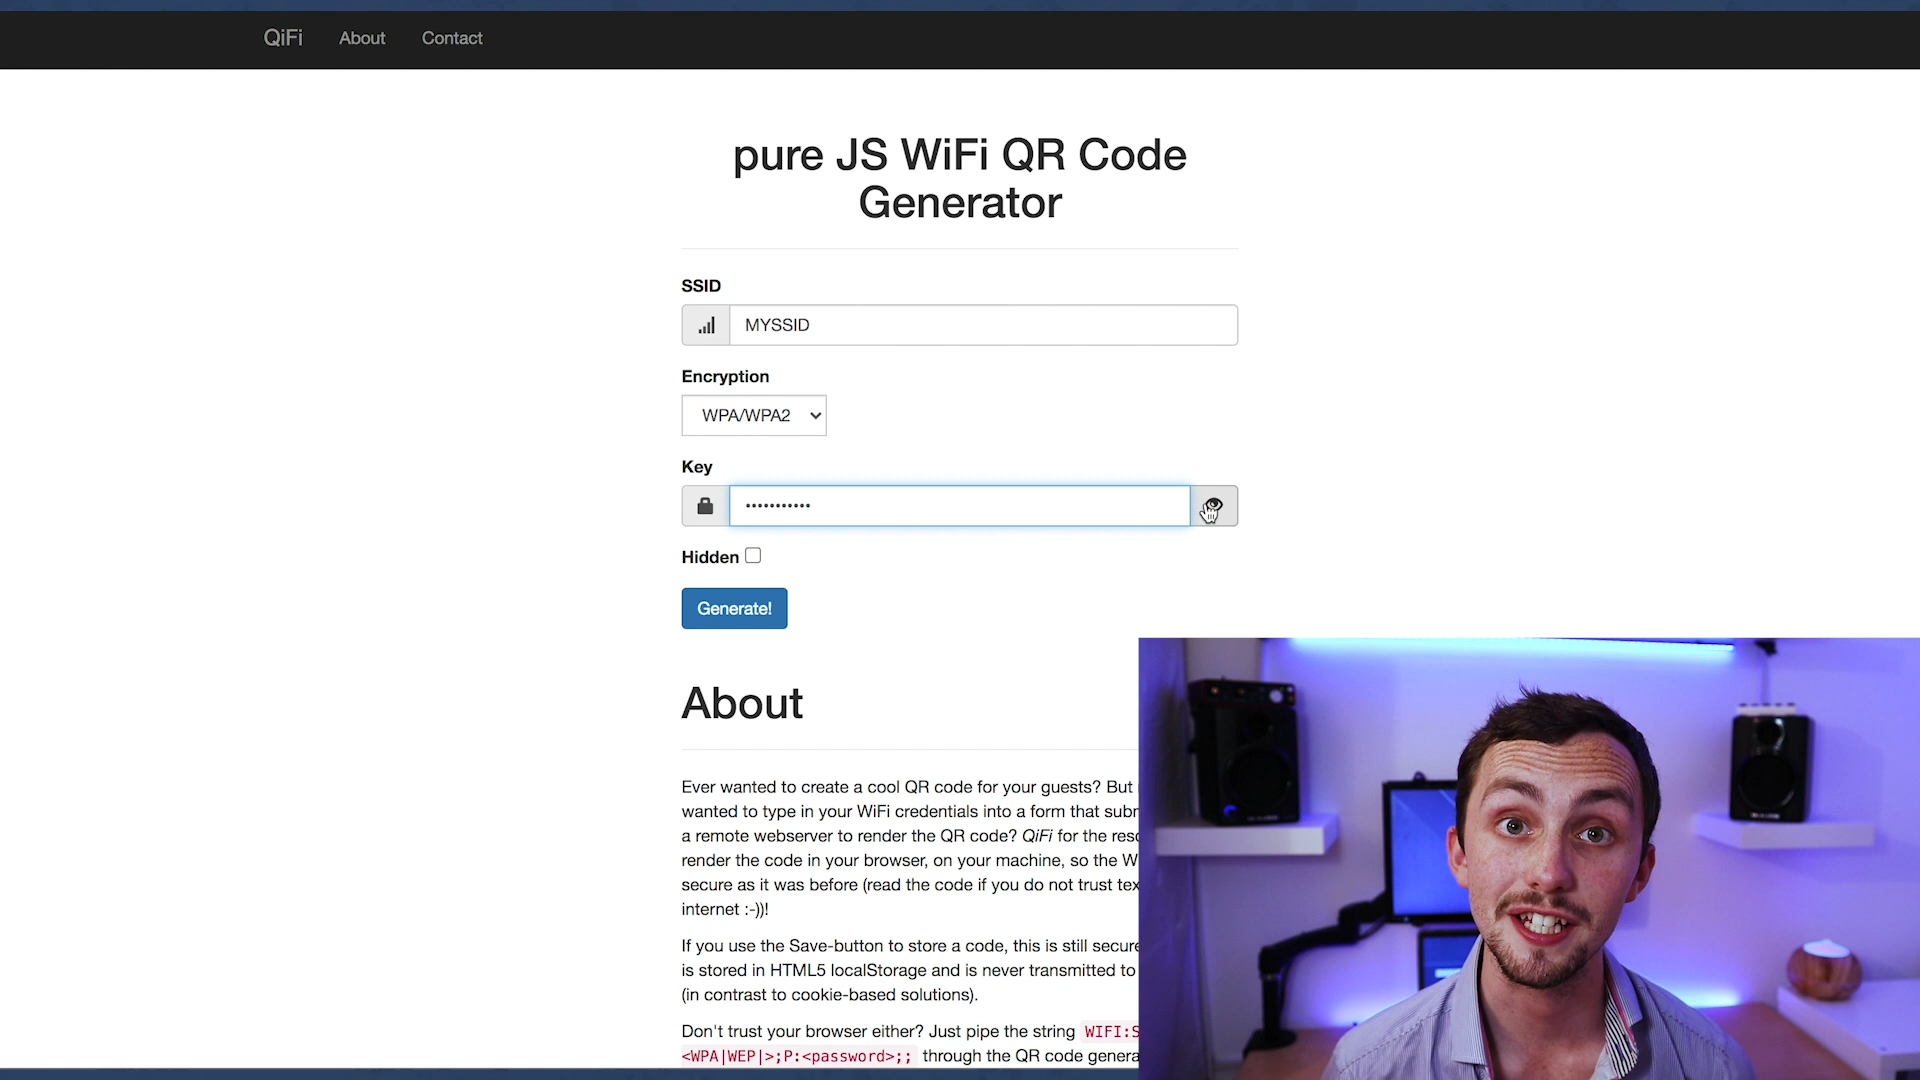 QiFi About Contact
pure JS WiFi QR Code
Generator
SSID
MYSSID
Encryption
WPA/WPA2
Key
•••••••••••
Hidden
Generate!
About
Ever wanted to create a cool QR code for your guests? But
wanted to type in your WiFi credentials into a form that
a remote webserver to render the QR code? QiFi for the
render the code in your browser, on your machine, so the
secure as it was before (read the code if you do not trust
internet :-))!
If you use the Save-button to store a code, this is still secure
is stored in HTML5 localStorage and is never transmitted to
(in contrast to cookie-based solutions).
Don't trust your browser either? Just pipe the string WIFI:S
<WPA|WEP|>;P:<password>;; through the QR code